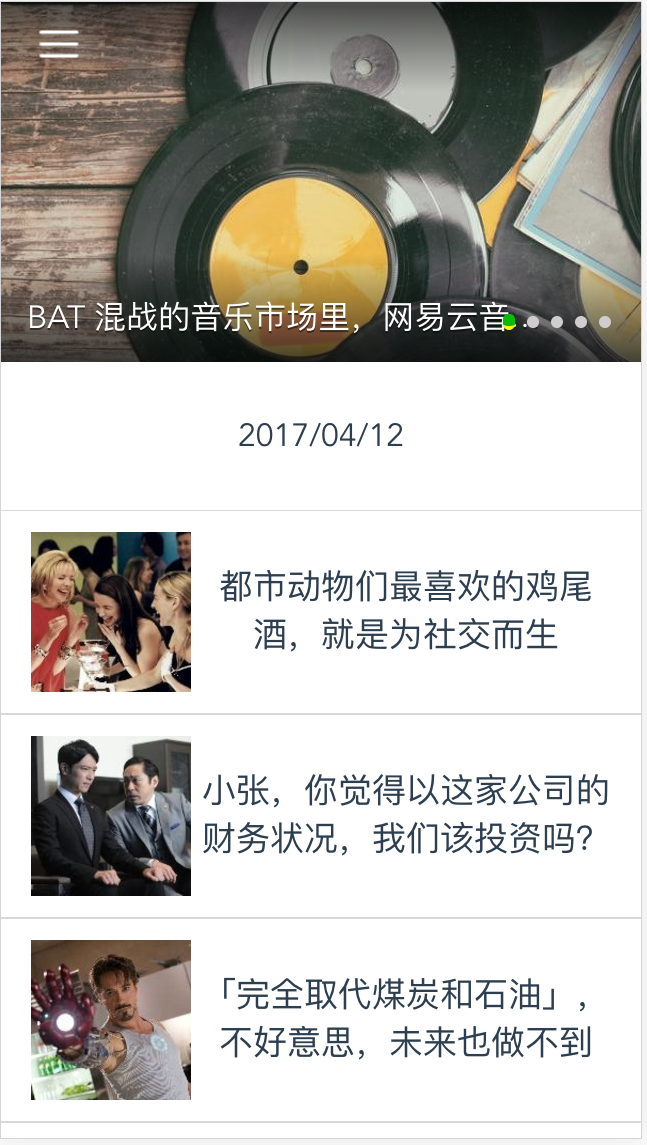 BAT 混战的音乐市场里，网易云音...
2017/04/12
都市动物们最喜欢的鸡尾
酒，就是为社交而生
小张，你觉得以这家公司的
财务状况，我们该投资吗？
「完全取代煤炭和石油」，
不好意思，未来也做不到